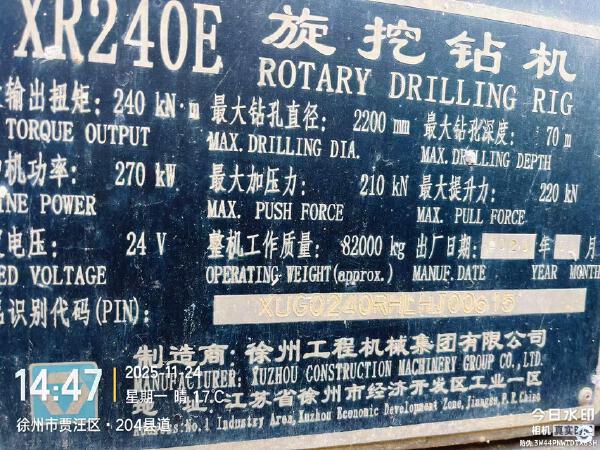 XR240E 旋挖钻机
ROTARY DRILLING RIG
输出扭矩: 240 kN·m 最大钻孔直径: 2200 mm 最大钻孔深度: 70 m
TORQUE OUTPUT MAX.DRILLING DIA. MAX.DRILLING DEPTH
机功率: 270 kW 最大加压力: 210 kN 最大提升力: 220 kN
POWER MAX. PUSH FORCE MAX. PULL FORCE
电压: 24 V 整机工作质量: 82000 kg 出厂日期: 年 月
VOLTAGE OPERATING WEIGHT(approx.) MANUF.DATE YEAR MONTH
识别代码(PIN):
制造商:徐州工程机械集团有限公司
MANUFACTURER: XUZHOU CONSTRUCTION MACHINERY GROUP CO., LTD.
地 址:江苏省徐州市经济开发区工业一区
Address:No.1 Industry Area, Xuzhou Economic Development Zone, Jiangsu, P.R. China
14:47
2025-11-24
星期一 晴 17°C
徐州市贾汪区·204县道
今日水印
相机 真实
防伪